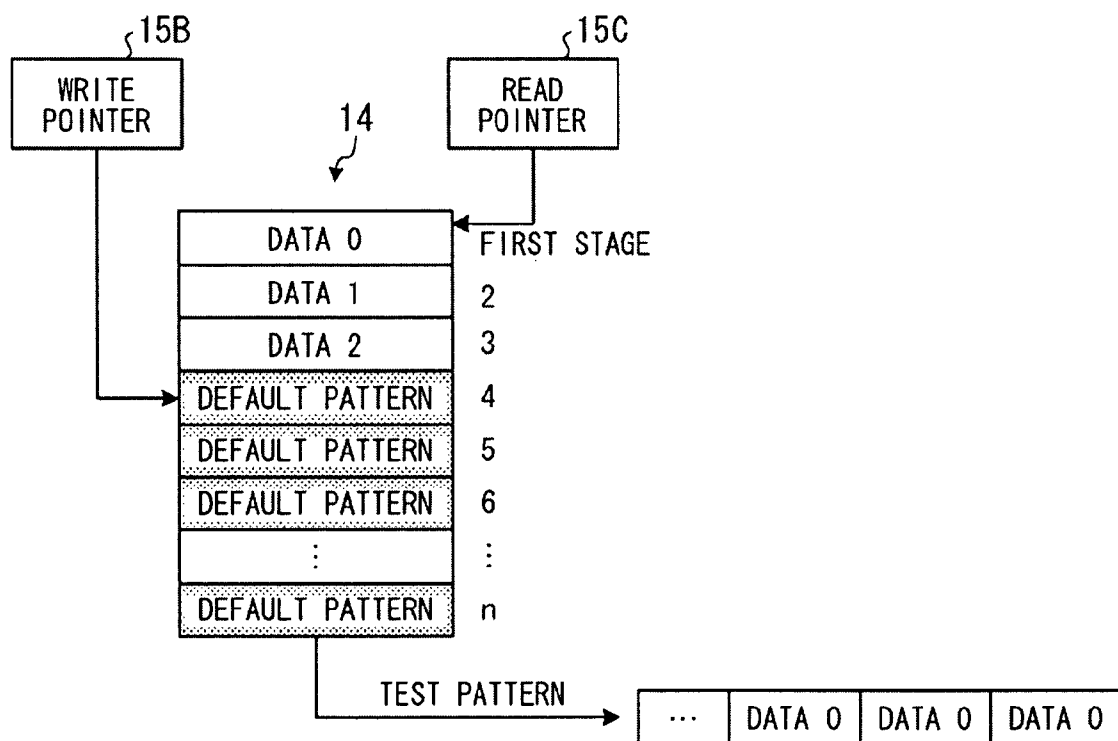 15B
15C
WRITE
POINTER
READ
POINTER
14
DATA 0
FIRST STAGE
DATA 1
2
DATA 2
3
DEFAULT PATTERN
4
DEFAULT PATTERN
5
DEFAULT PATTERN
6
⋮
⋮
DEFAULT PATTERN
n
TEST PATTERN
… DATA 0 DATA 0 DATA 0